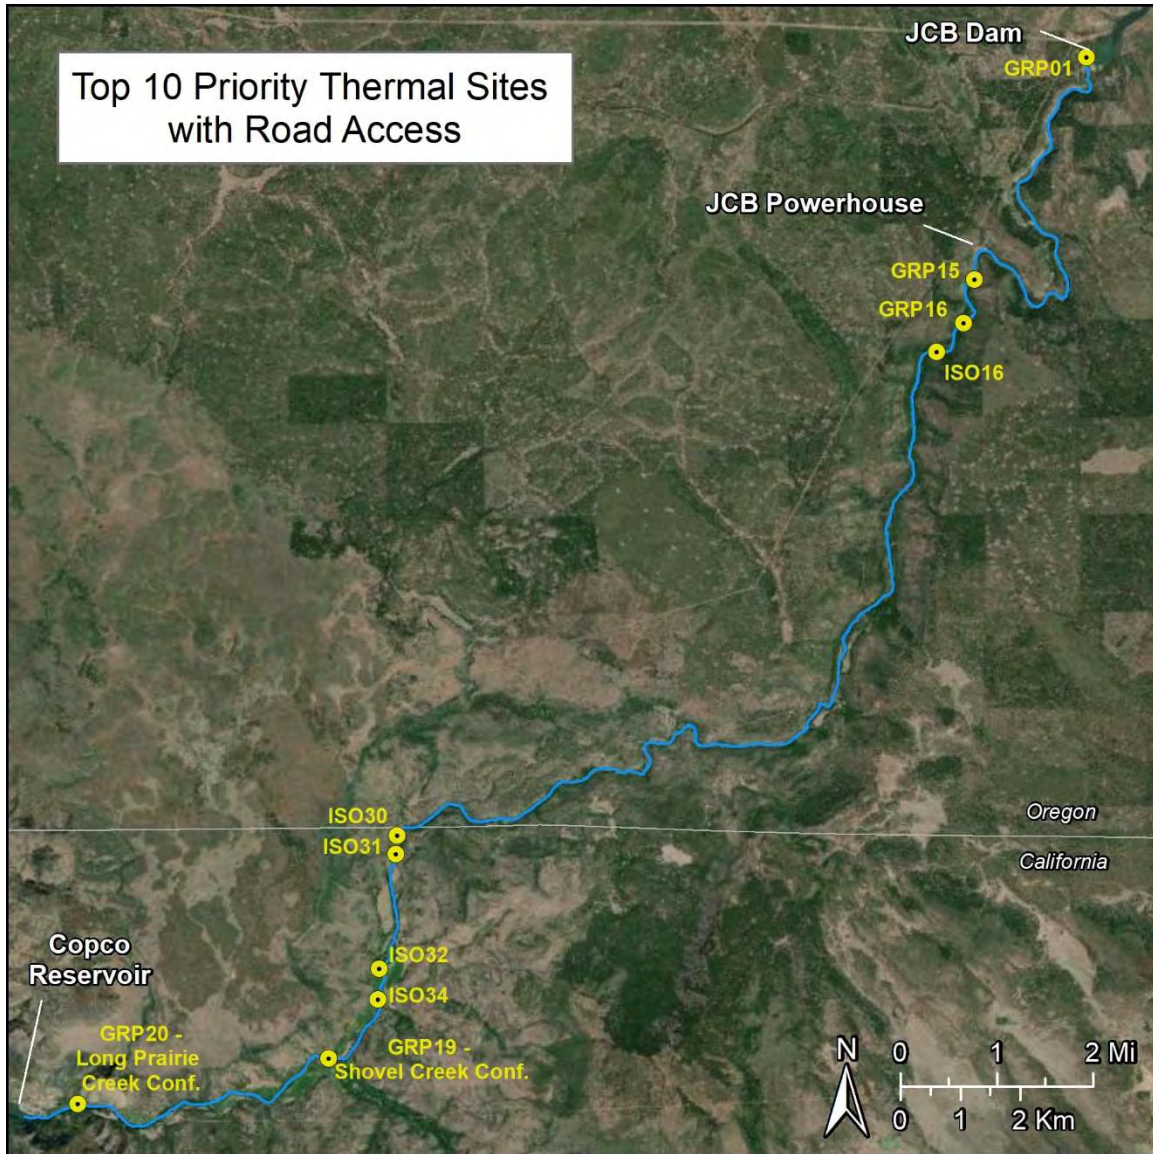 Top 10 Priority Thermal Sites
with Road Access
JCB Dam
GRP01
JCB Powerhouse
GRP15
GRP16
ISO16
ISO30
ISO31
Oregon
California
ISO32
ISO34
Copco
Reservoir
GRP20 -
Long Prairie
Creek Conf.
GRP19 -
Shovel Creek Conf.
N
0 1 2 Mi
0 1 2 Km